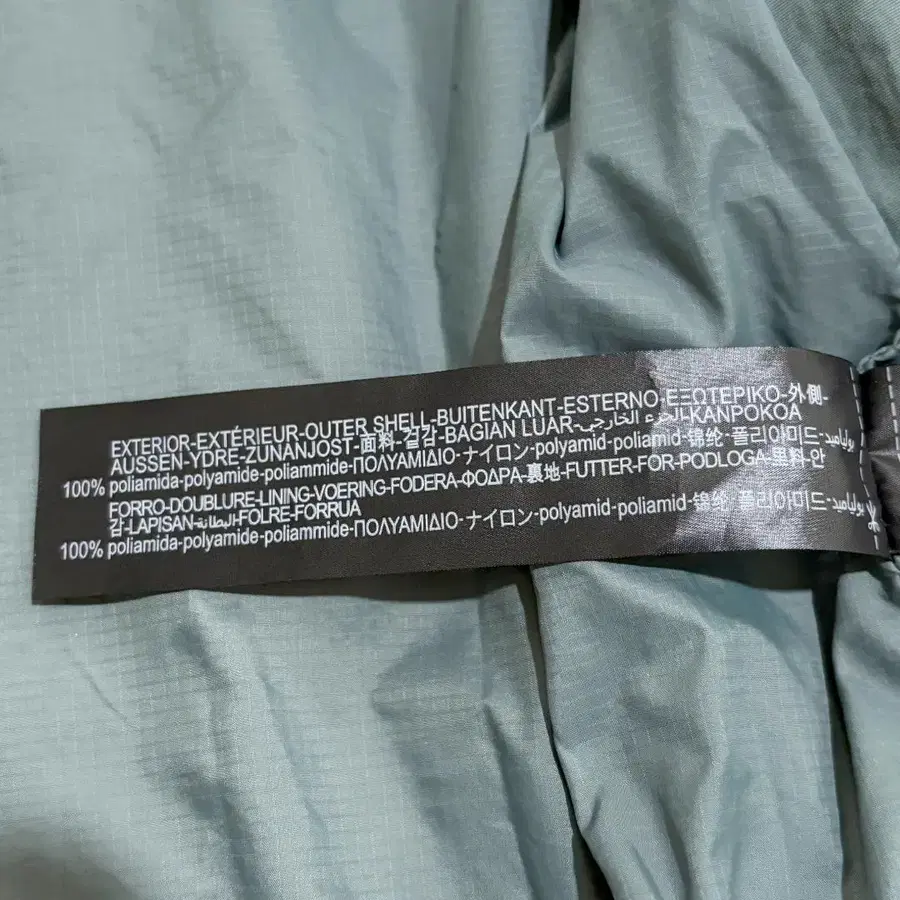 EXTERIOR-EXTÉRIEUR-OUTER SHELL-BUITENKANT-ESTERNO-ΕΞΩΤΕΡΙΚΟ-外側-
AUSSEN-YDRE-ZUNANJOST-面料-겉감-BAGIAN LUAR-الجزء الخارجي-KANPOKOA
100% poliamida-polyamide-poliammide-ΠΟΛΥΑΜΙΔΙΟ-ナイロン-polyamid-poliamid-锦纶-폴리아미드-بولياميد
FORRO-DOUBLURE-LINING-VOERING-FODERA-ΦΟΔΡΑ-裏地-FUTTER-FOR-PODLOGA-里料-안
감-LAPISAN-البطانة-FOLRE-FORRUA
100% poliamida-polyamide-poliammide-ΠΟΛΥΑΜΙΔΙΟ-ナイロン-polyamid-poliamid-锦纶-폴리아미드-بولياميد